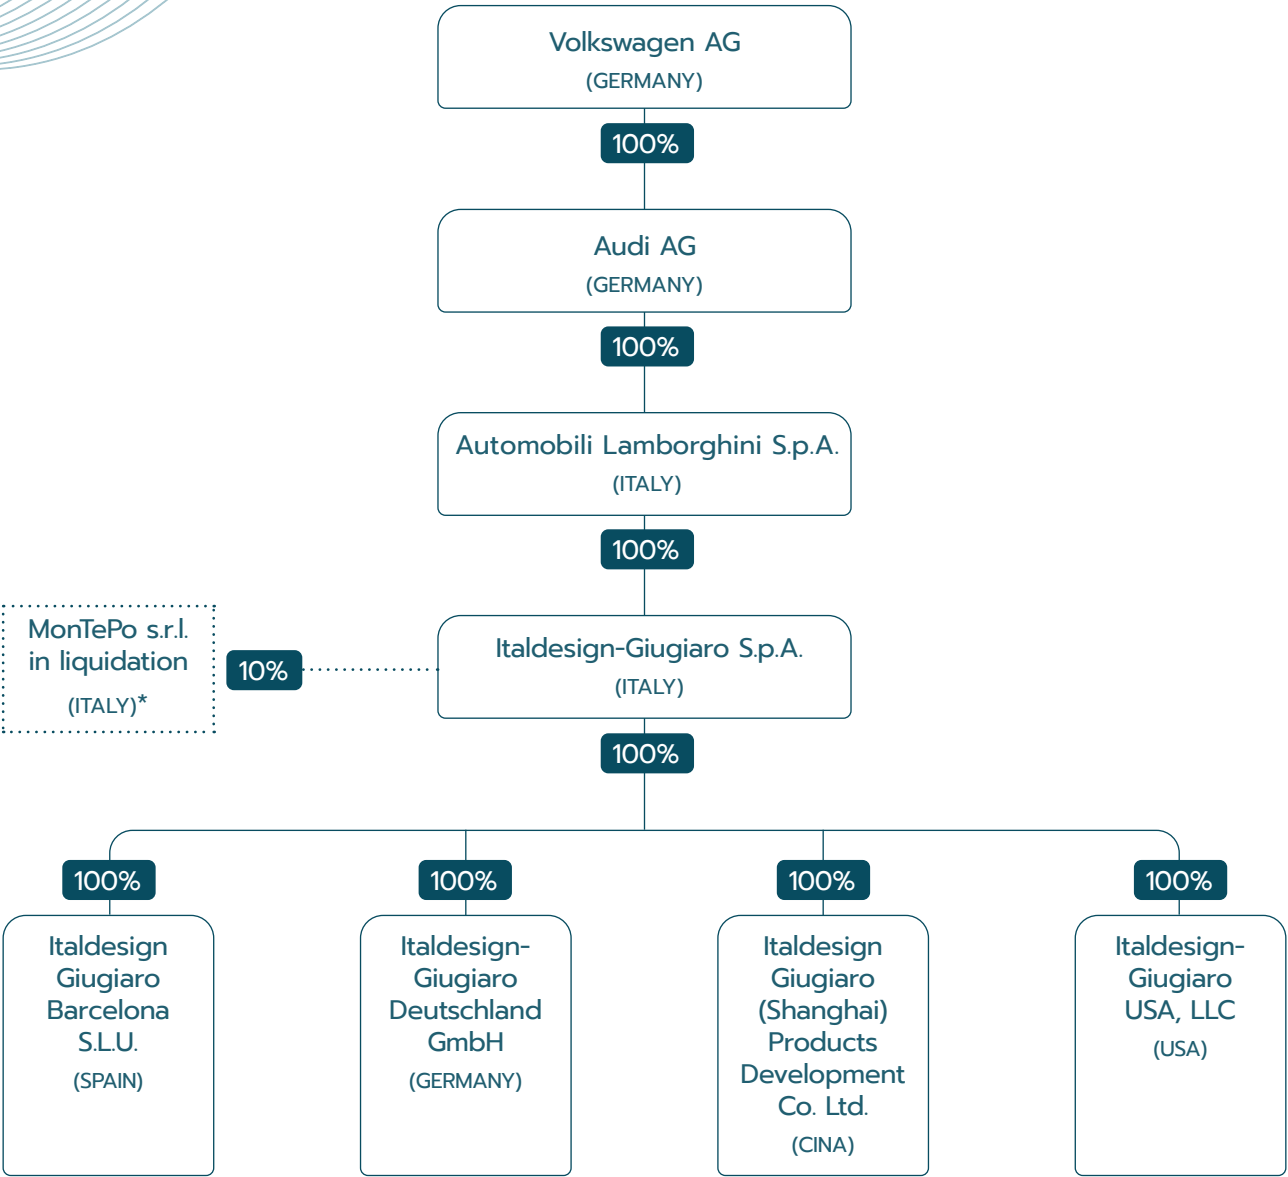 Volkswagen AG
(GERMANY)
100%
Audi AG
(GERMANY)
100%
Automobili Lamborghini S.p.A.
(ITALY)
100%
MonTePo s.r.l.
in liquidation
(ITALY)*
10%
Italdesign-Giugiaro S.p.A.
(ITALY)
100%
100%
Italdesign
Giugiaro
Barcelona
S.L.U.
(SPAIN)
100%
Italdesign-
Giugiaro
Deutschland
GmbH
(GERMANY)
100%
Italdesign
Giugiaro
(Shanghai)
Products
Development
Co. Ltd.
(CINA)
100%
Italdesign-
Giugiaro
USA, LLC
(USA)